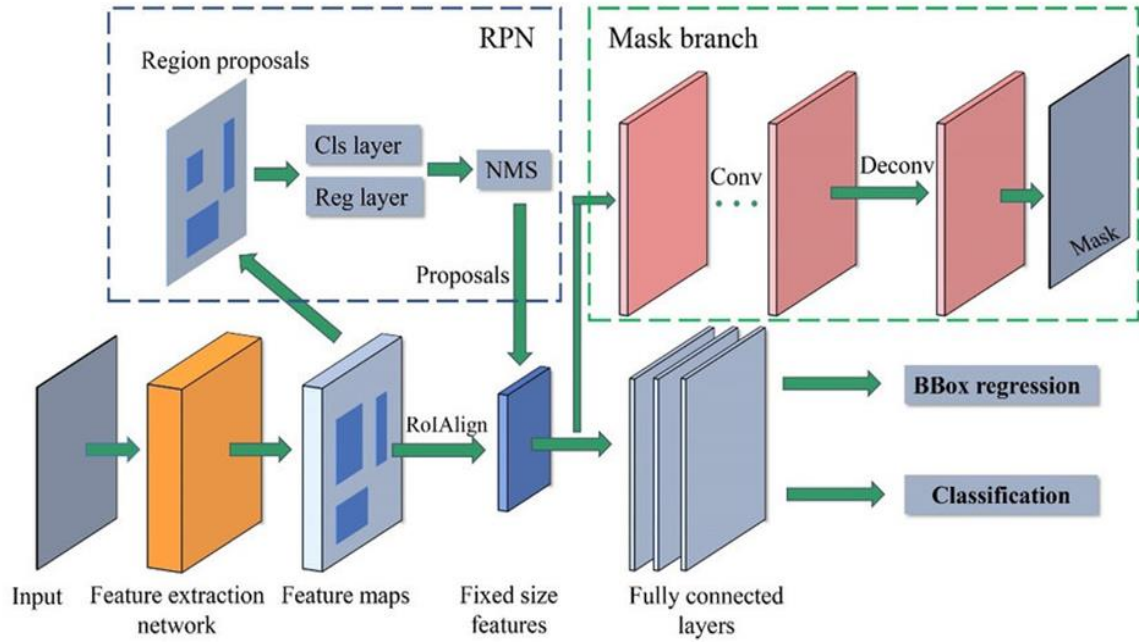 RPN
Region proposals
Cls layer
Reg layer
NMS
Proposals
Mask branch
Conv
Deconv
Mask
RoIAlign
BBox regression
Classification
Input
Feature extraction
network
Feature maps
Fixed size
features
Fully connected
layers